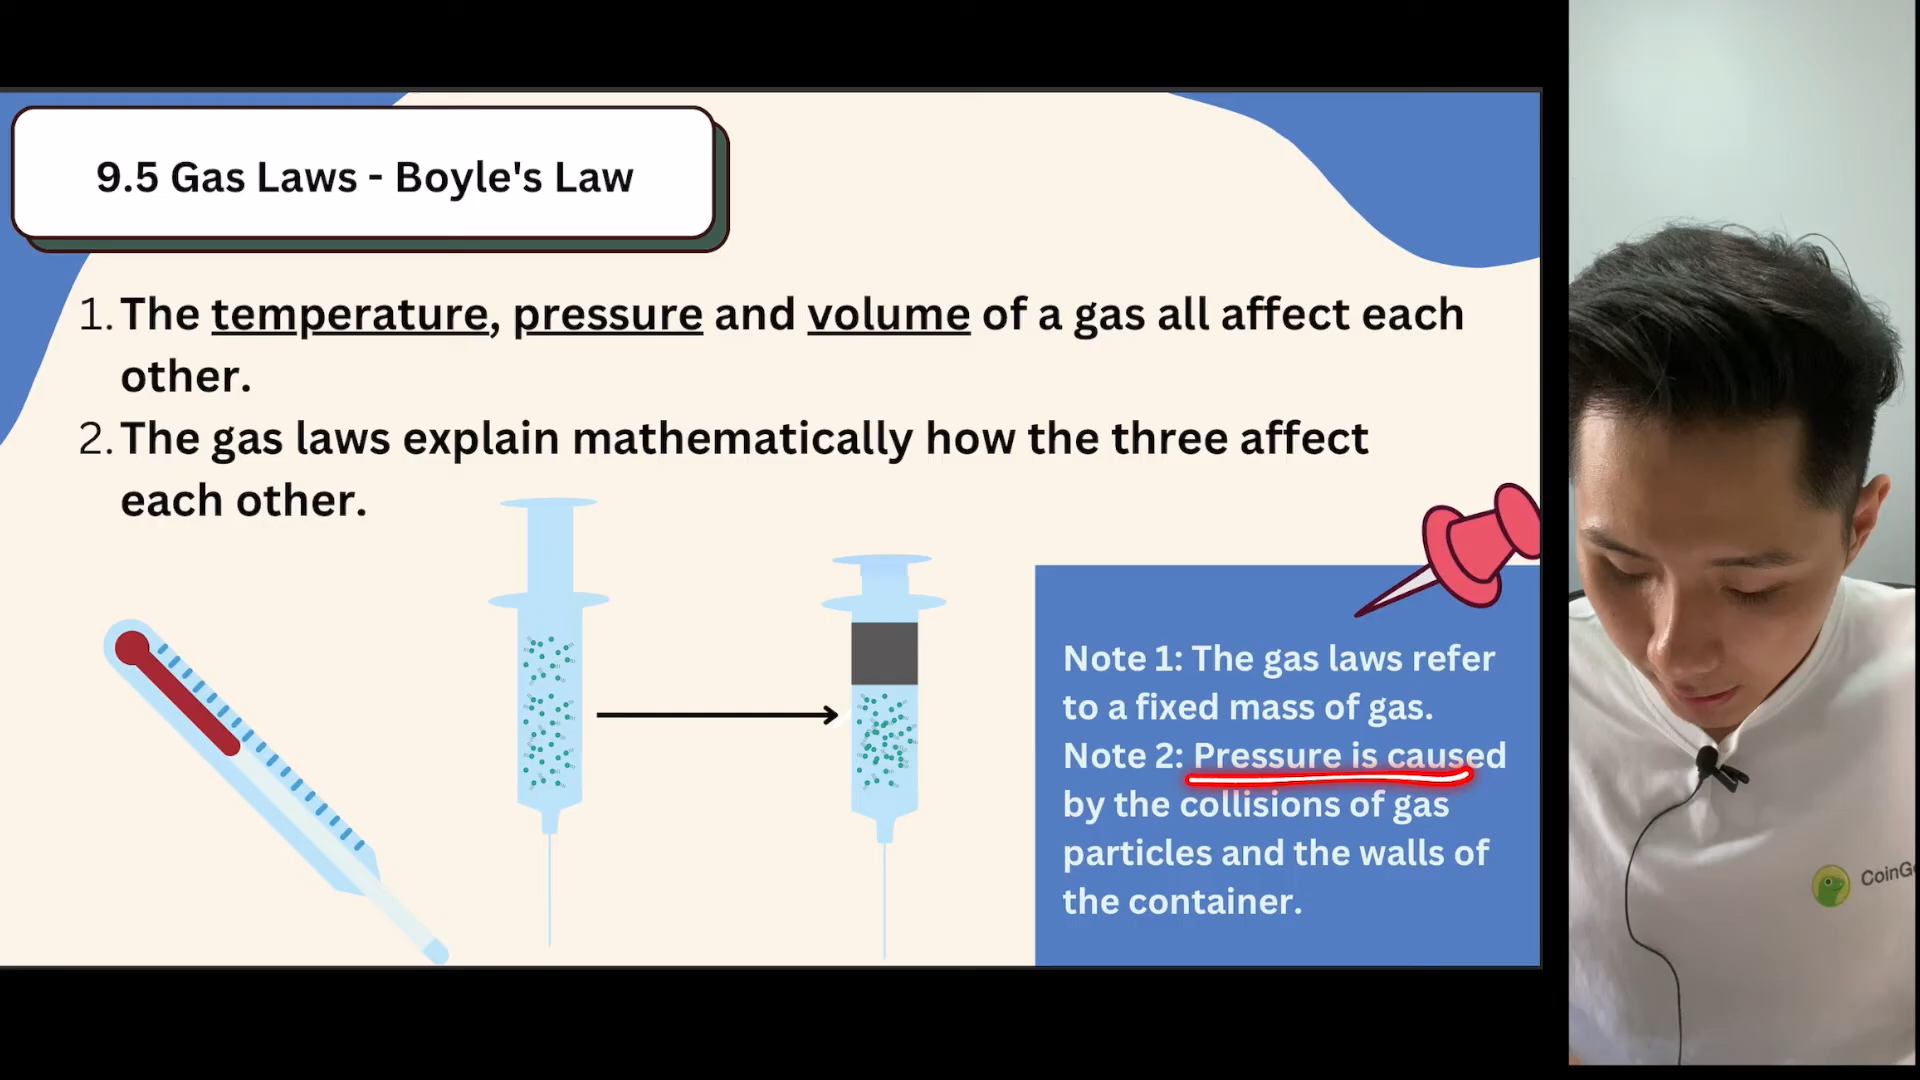 9.5 Gas Laws - Boyle's Law
1. The temperature, pressure and volume of a gas all affect each
other.
2. The gas laws explain mathematically how the three affect
each other.
Note 1: The gas laws refer
to a fixed mass of gas.
Note 2: Pressure is caused
by the collisions of gas
particles and the walls of
the container.